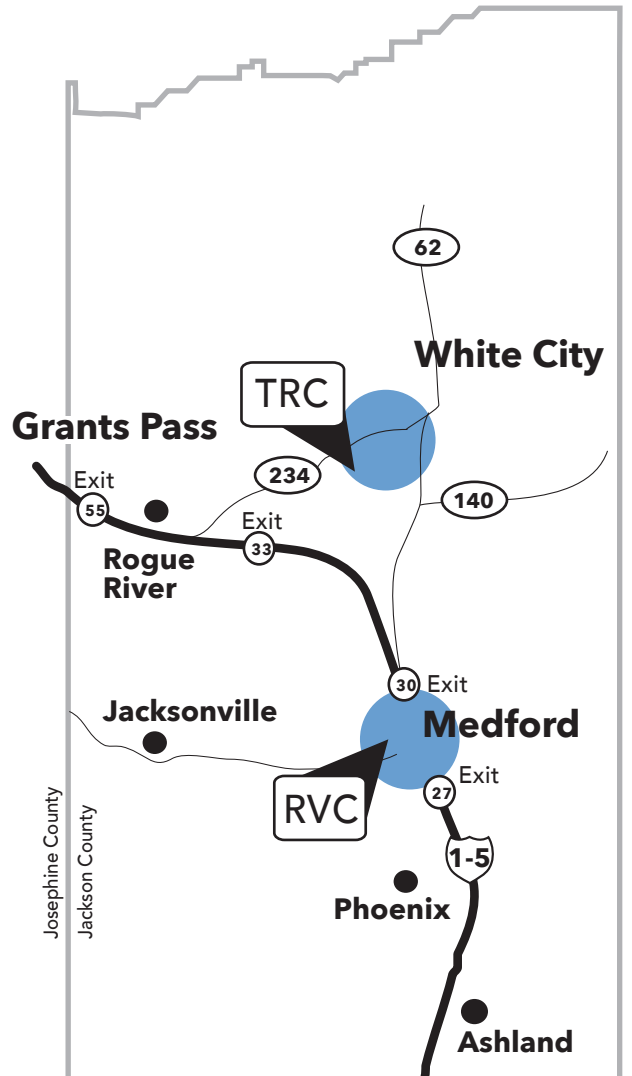 62
White City
TRC
Grants Pass
234
Exit
55
140
Exit
33
Rogue
River
30
Exit
Jacksonville
Medford
Exit
27
RVC
1-5
Josephine County
Jackson County
Phoenix
Ashland